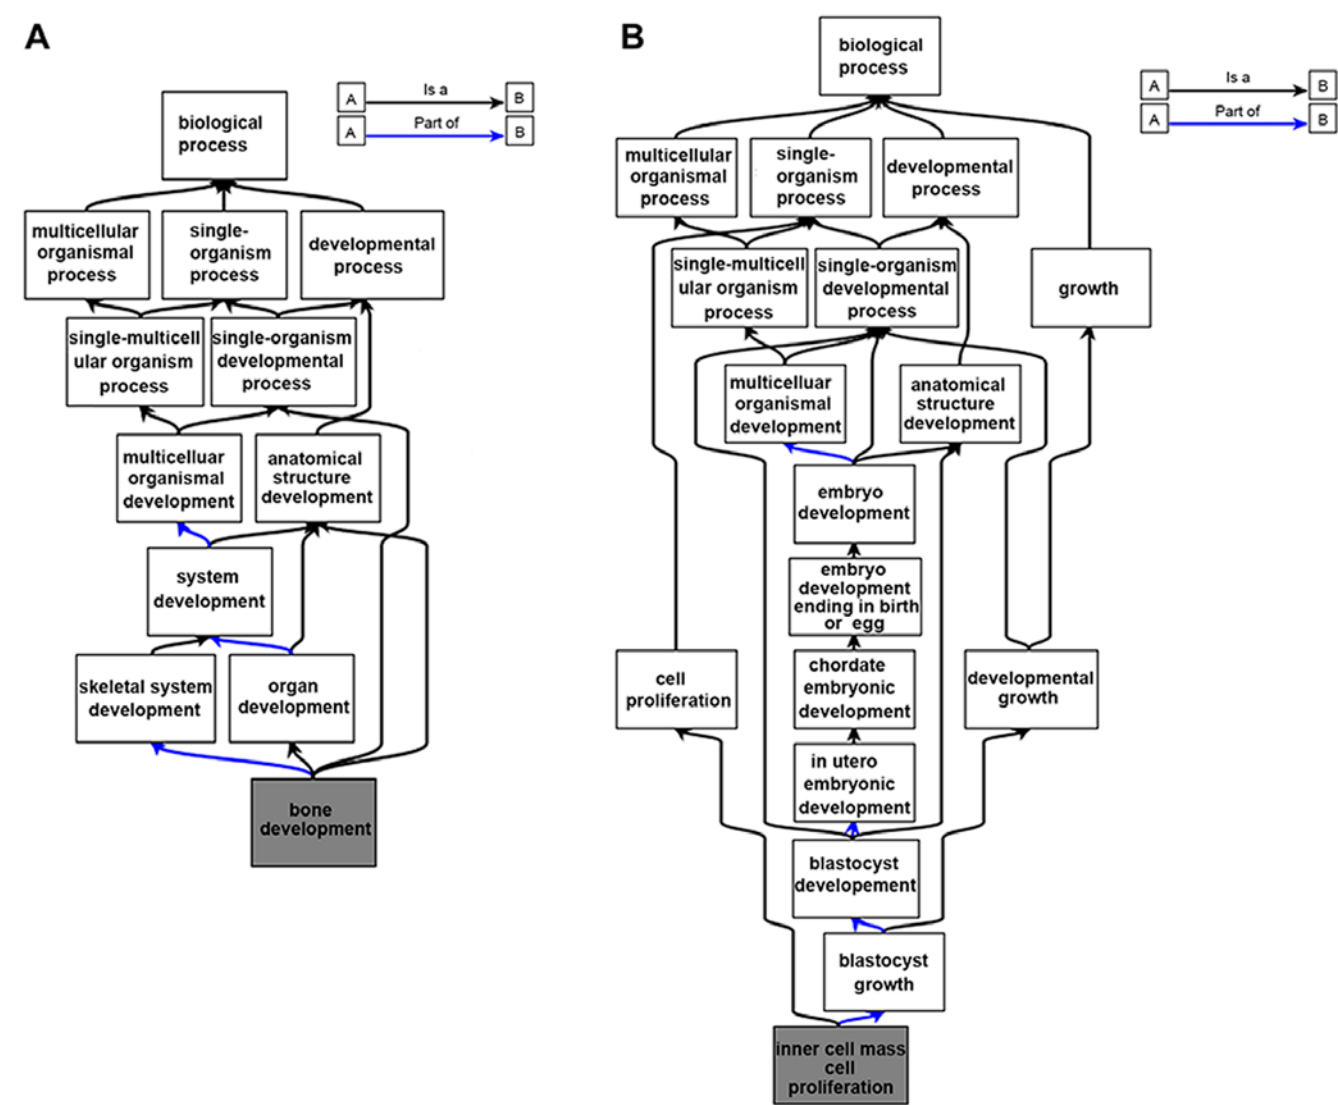 A
Is a
A
B
Part of
A
B
biological
process
multicellular
organismal
process
single-
organism
process
developmental
process
single-multicell
ular organism
process
single-organism
developmental
process
multicelluar
organismal
development
anatomical
structure
development
system
development
skeletal system
development
organ
development
bone
development
B
Is a
A
B
Part of
A
B
biological
process
multicellular
organismal
process
single-
organism
process
developmental
process
single-multicell
ular organism
process
single-organism
developmental
process
growth
multicelluar
organismal
development
anatomical
structure
development
embryo
development
embryo
development
ending in birth
or egg
cell
proliferation
chordate
embryonic
development
developmental
growth
in utero
embryonic
development
blastocyst
developement
blastocyst
growth
inner cell mass
cell
proliferation